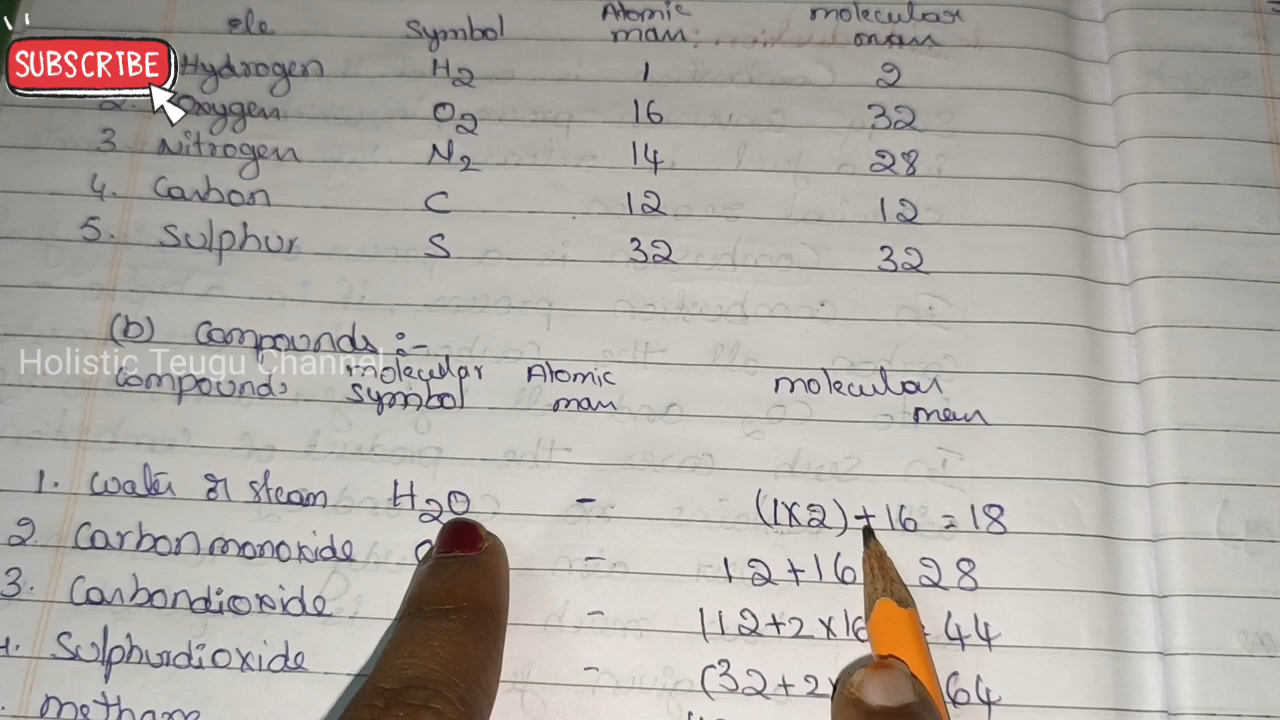 ele Symbol Atomic mass molecular mass
SUBSCRIBE
Hydrogen H2 1 2
2. Oxygen O2 16 32
3 Nitrogen N2 14 28
4. Carbon C 12 12
5. Sulphur S 32 32
(b) Compounds :-
Holistic Teugu Channel
Compounds molecular symbol Atomic mass molecular mass
1. water or steam H2O - (1x2)+16 = 18
2 Carbonmonoxide - 12+16 28
3. Carbondioxide - (12+2x16 44
4. Sulphurdioxide - (32+2x 64